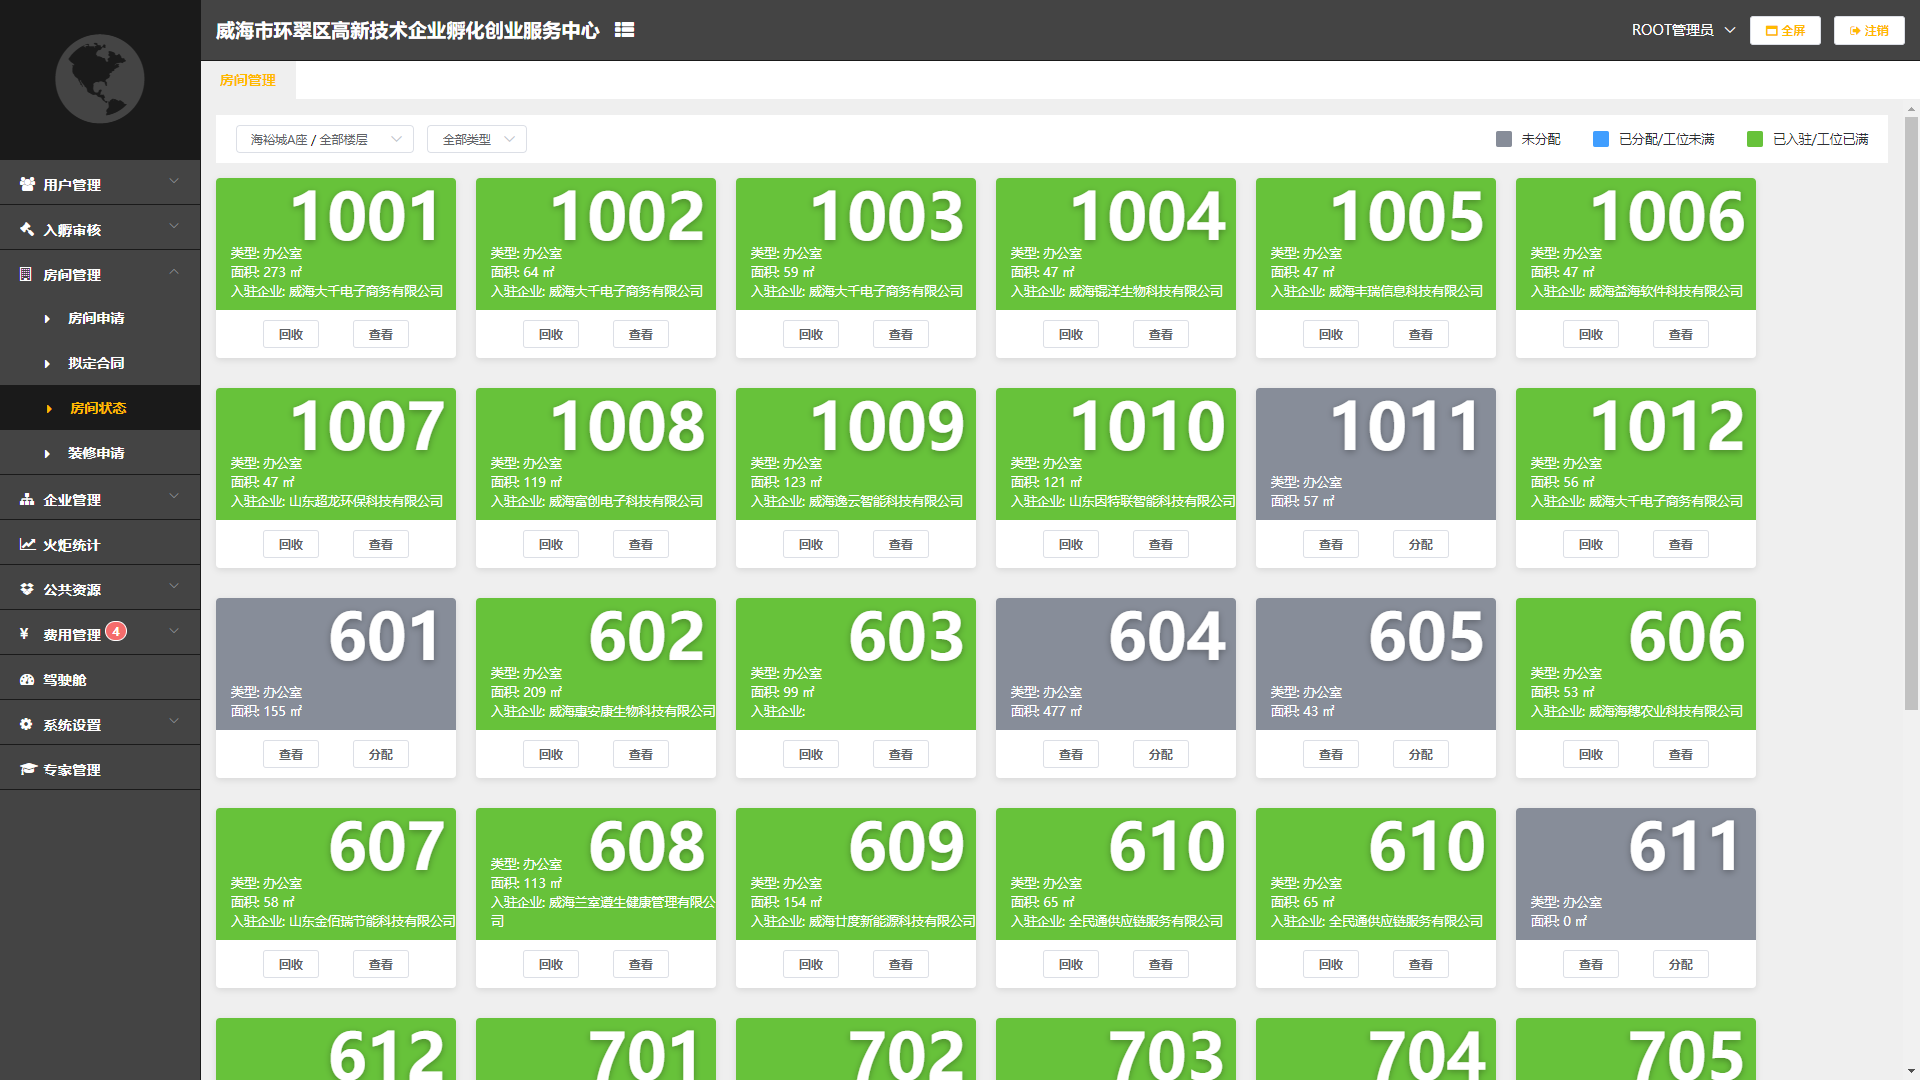 威海市环翠区高新技术企业孵化创业服务中心
ROOT管理员
全屏
注销
用户管理
入孵审核
房间管理
房间申请
拟定合同
房间状态
装修申请
企业管理
火炬统计
公共资源
¥ 费用管理 4
驾驶舱
系统设置
专家管理
房间管理
海裕城A座 / 全部楼层
全部类型
未分配
已分配/工位未满
已入驻/工位已满
1001
类型: 办公室
面积: 273 ㎡
入驻企业: 威海大千电子商务有限公司
回收 查看
1002
类型: 办公室
面积: 64 ㎡
入驻企业: 威海大千电子商务有限公司
回收 查看
1003
类型: 办公室
面积: 59 ㎡
入驻企业: 威海大千电子商务有限公司
回收 查看
1004
类型: 办公室
面积: 47 ㎡
入驻企业: 威海锟洋生物科技有限公司
回收 查看
1005
类型: 办公室
面积: 47 ㎡
入驻企业: 威海丰瑞信息科技有限公司
回收 查看
1006
类型: 办公室
面积: 47 ㎡
入驻企业: 威海益海软件科技有限公司
回收 查看
1007
类型: 办公室
面积: 47 ㎡
入驻企业: 山东超龙环保科技有限公司
回收 查看
1008
类型: 办公室
面积: 119 ㎡
入驻企业: 威海富创电子科技有限公司
回收 查看
1009
类型: 办公室
面积: 123 ㎡
入驻企业: 威海逸云智能科技有限公司
回收 查看
1010
类型: 办公室
面积: 121 ㎡
入驻企业: 山东因特联智能科技有限公司
回收 查看
1011
类型: 办公室
面积: 57 ㎡
查看 分配
1012
类型: 办公室
面积: 56 ㎡
入驻企业: 威海大千电子商务有限公司
回收 查看
601
类型: 办公室
面积: 155 ㎡
查看 分配
602
类型: 办公室
面积: 209 ㎡
入驻企业: 威海惠安康生物科技有限公司
回收 查看
603
类型: 办公室
面积: 99 ㎡
入驻企业:
回收 查看
604
类型: 办公室
面积: 477 ㎡
查看 分配
605
类型: 办公室
面积: 43 ㎡
查看 分配
606
类型: 办公室
面积: 53 ㎡
入驻企业: 威海海穗农业科技有限公司
回收 查看
607
类型: 办公室
面积: 58 ㎡
入驻企业: 山东金佰瑞节能科技有限公司
回收 查看
608
类型: 办公室
面积: 113 ㎡
入驻企业: 威海兰室遵生健康管理有限公
司
回收 查看
609
类型: 办公室
面积: 154 ㎡
入驻企业: 威海廿度新能源科技有限公司
回收 查看
610
类型: 办公室
面积: 65 ㎡
入驻企业: 全民通供应链服务有限公司
回收 查看
610
类型: 办公室
面积: 65 ㎡
入驻企业: 全民通供应链服务有限公司
回收 查看
611
类型: 办公室
面积: 0 ㎡
查看 分配
612
701
702
703
704
705